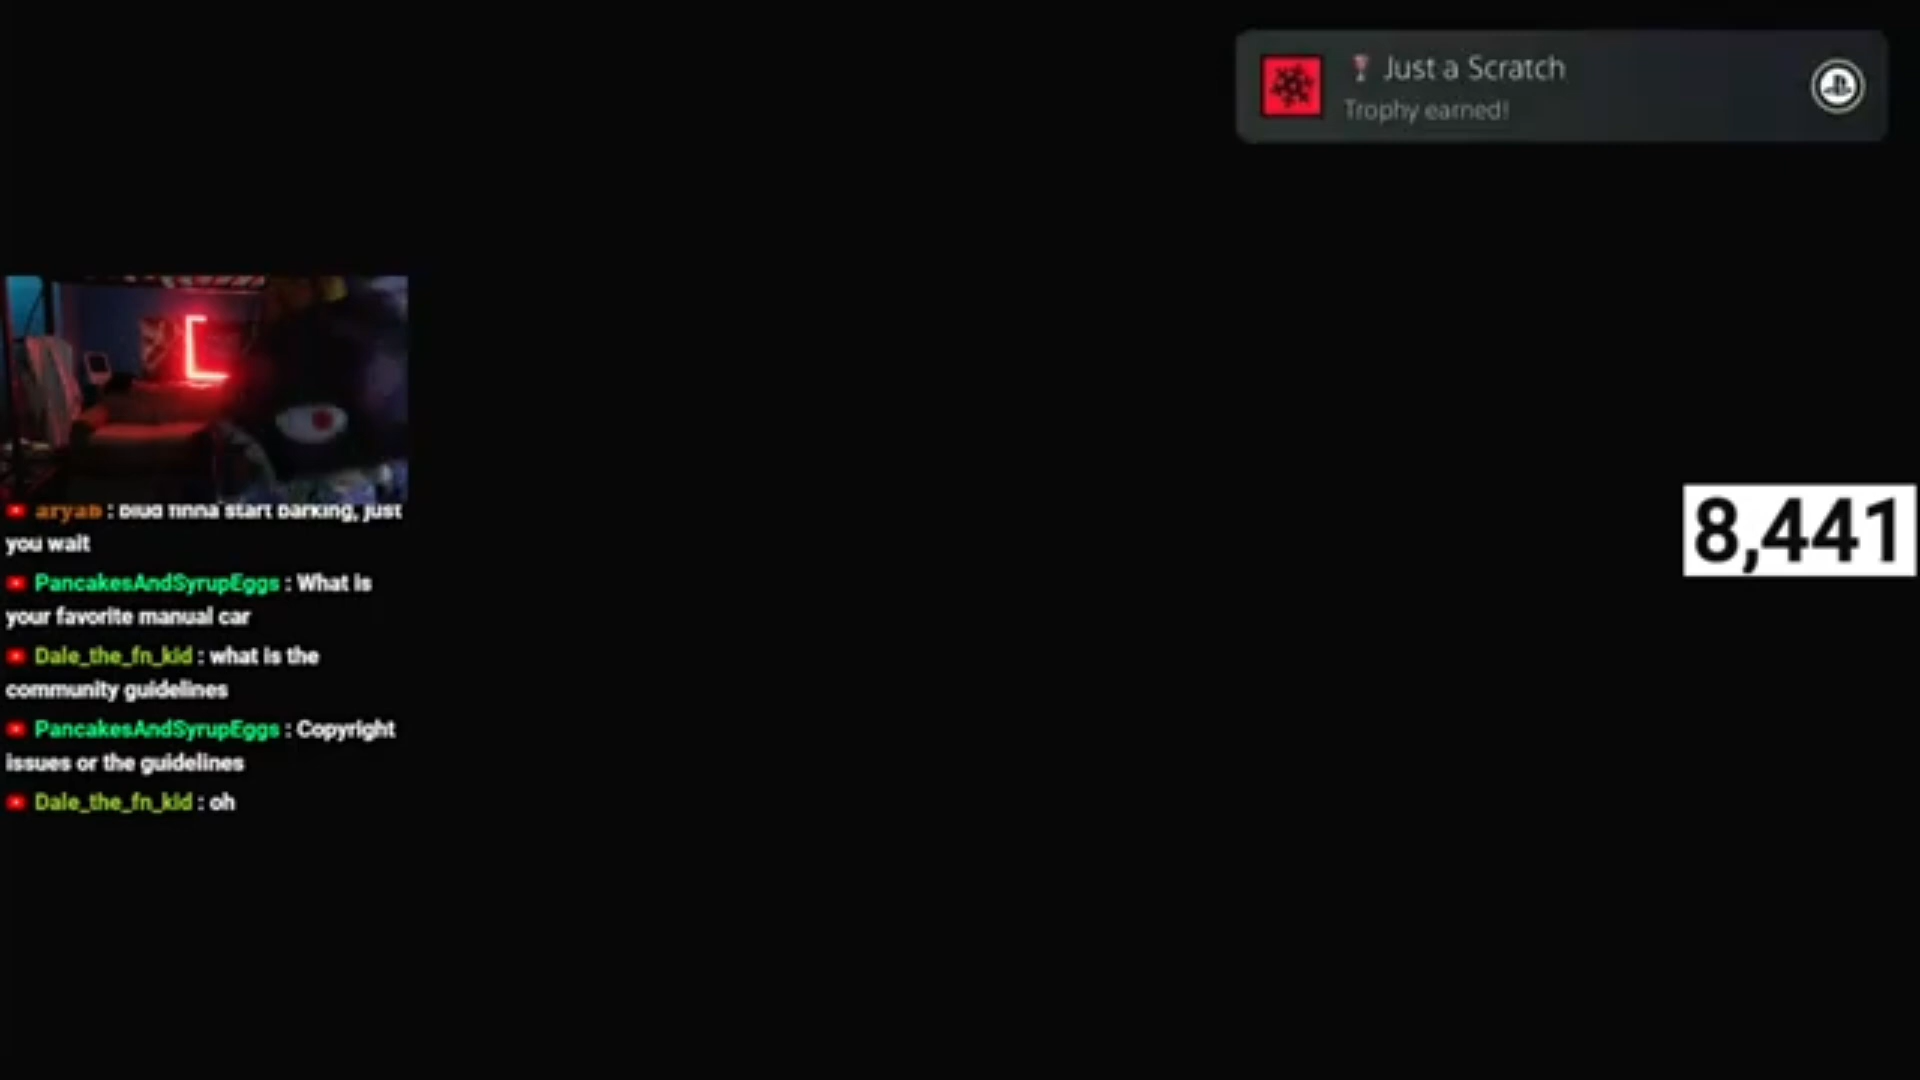 Just a Scratch
Trophy earned!
8,441
aryab : blud finna start barking, just
you wait
PancakesAndSyrupEggs : What is
your favorite manual car
Dale_the_fn_kid : what is the
community guidelines
PancakesAndSyrupEggs : Copyright
issues or the guidelines
Dale_the_fn_kid : oh